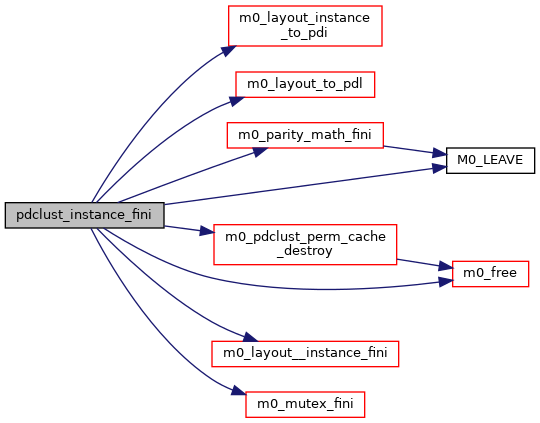 m0_layout_instance
_to_pdi
m0_layout_to_pdl
m0_parity_math_fini
M0_LEAVE
pdclust_instance_fini
m0_pdclust_perm_cache
_destroy
m0_free
m0_layout__instance_fini
m0_mutex_fini